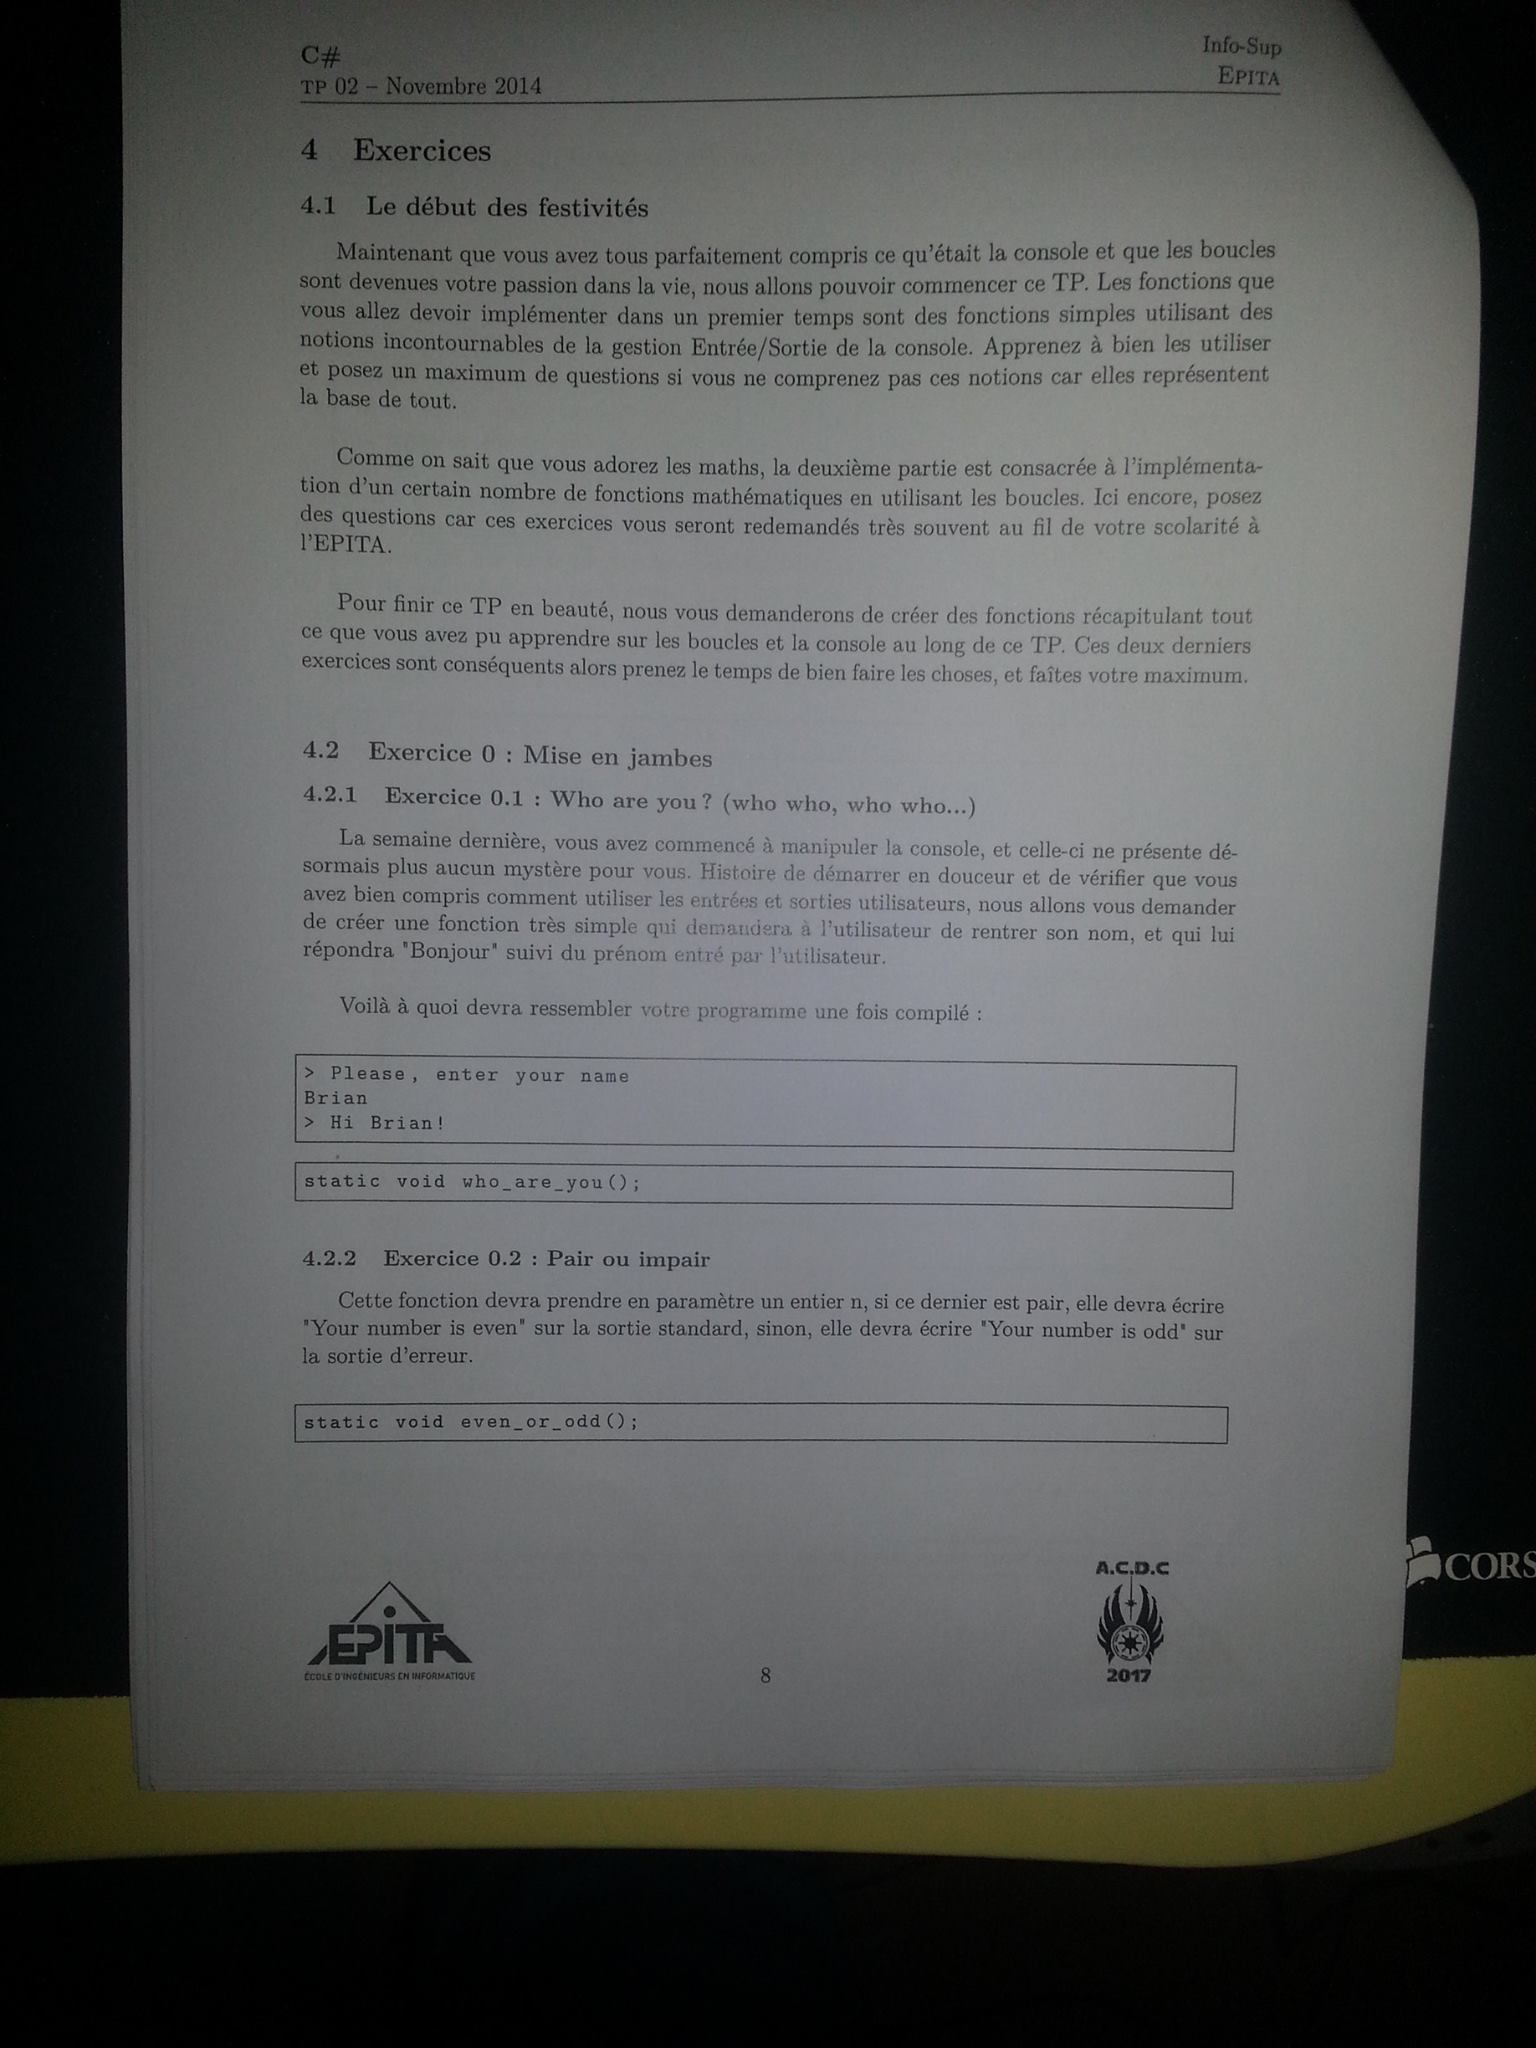 C#
Info-Sup
TP 02 – Novembre 2014
EPITA
4 Exercices
4.1 Le début des festivités
Maintenant que vous avez tous parfaitement compris ce qu'était la console et que les boucles
sont devenues votre passion dans la vie, nous allons pouvoir commencer ce TP. Les fonctions que
vous allez devoir implémenter dans un premier temps sont des fonctions simples utilisant des
notions incontournables de la gestion Entrée/Sortie de la console. Apprenez à bien les utiliser
et posez un maximum de questions si vous ne comprenez pas ces notions car elles représentent
la base de tout.
Comme on sait que vous adorez les maths, la deuxième partie est consacrée à l'implémenta-
tion d'un certain nombre de fonctions mathématiques en utilisant les boucles. Ici encore, posez
des questions car ces exercices vous seront redemandés très souvent au fil de votre scolarité à
l'EPITA.
Pour finir ce TP en beauté, nous vous demanderons de créer des fonctions récapitulant tout
ce que vous avez pu apprendre sur les boucles et la console au long de ce TP. Ces deux derniers
exercices sont conséquents alors prenez le temps de bien faire les choses, et faîtes votre maximum.
4.2 Exercice 0 : Mise en jambes
4.2.1 Exercice 0.1 : Who are you ? (who who, who who...)
La semaine dernière, vous avez commencé à manipuler la console, et celle-ci ne présente dé-
sormais plus aucun mystère pour vous. Histoire de démarrer en douceur et de vérifier que vous
avez bien compris comment utiliser les entrées et sorties utilisateurs, nous allons vous demander
de créer une fonction très simple qui demandera à l'utilisateur de rentrer son nom, et qui lui
répondra "Bonjour" suivi du prénom entré par l'utilisateur.
Voilà à quoi devra ressembler votre programme une fois compilé :
> Please, enter your name
Brian
> Hi Brian!
static void who_are_you();
4.2.2 Exercice 0.2 : Pair ou impair
Cette fonction devra prendre en paramètre un entier n, si ce dernier est pair, elle devra écrire
"Your number is even" sur la sortie standard, sinon, elle devra écrire "Your number is odd" sur
la sortie d'erreur.
static void even_or_odd();
EPITA
ÉCOLE D'INGÉNIEURS EN INFORMATIQUE
8
A.C.D.C
2017
CORS